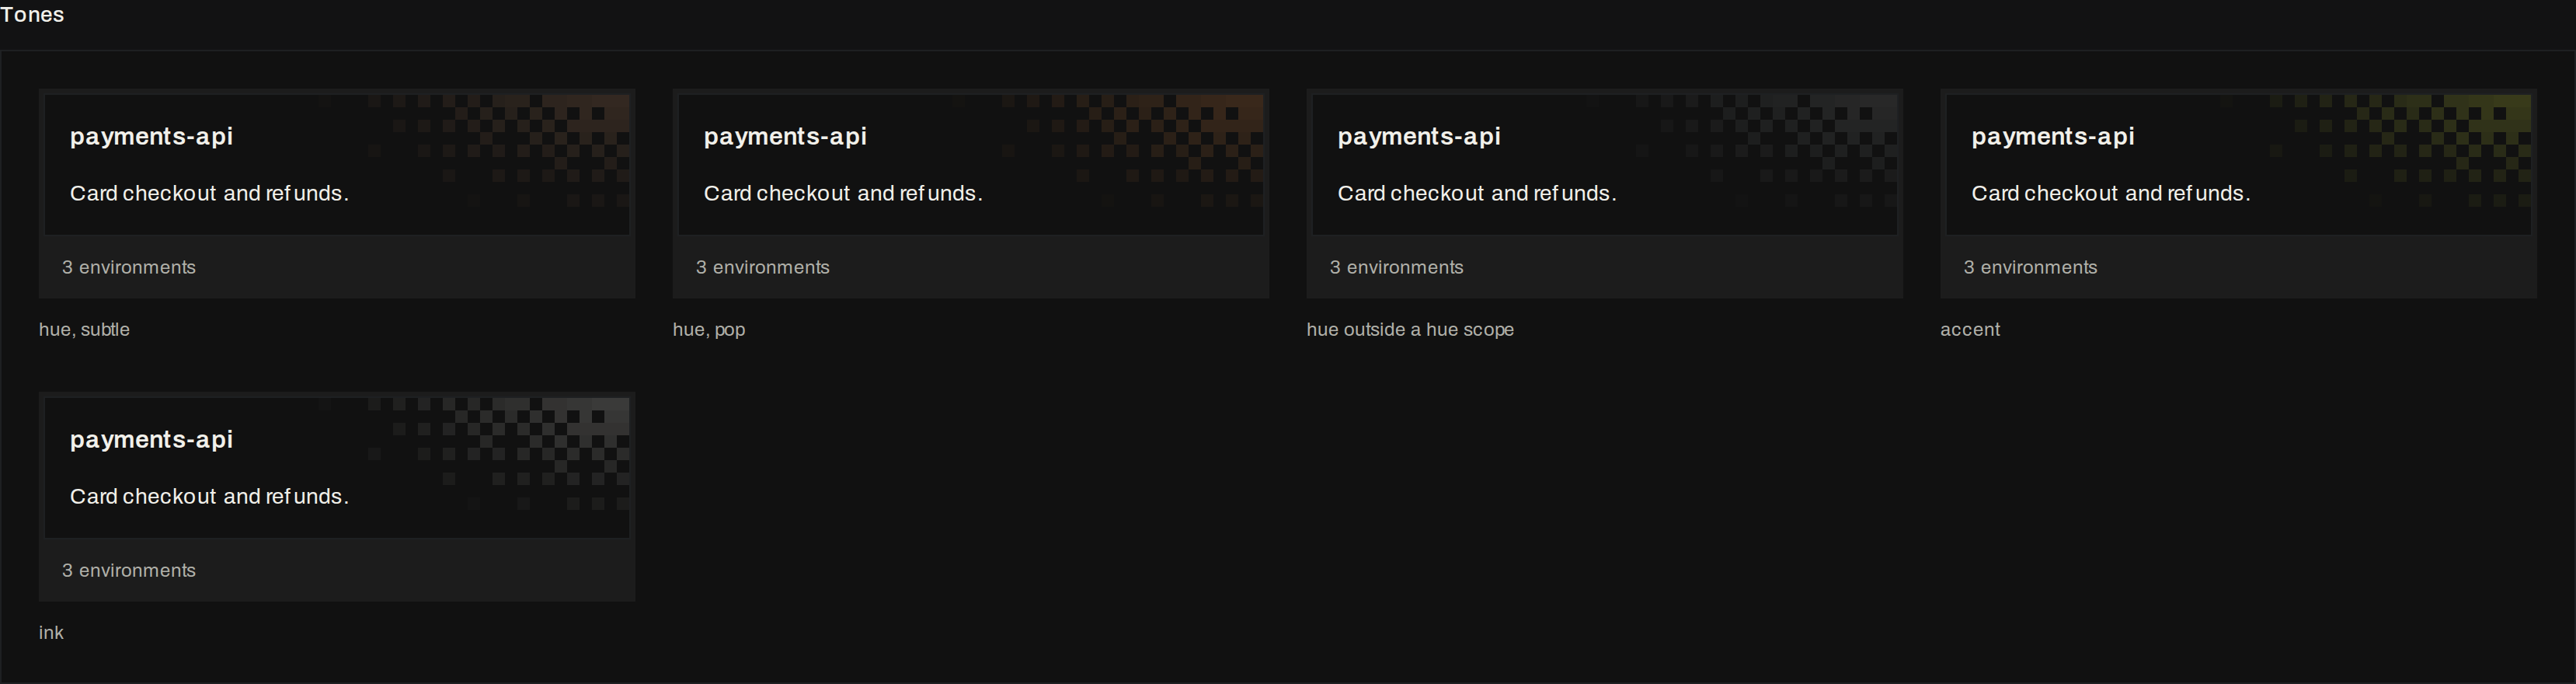 Tones
payments-api
Card checkout and refunds.
3 environments
hue, subtle
payments-api
Card checkout and refunds.
3 environments
hue, pop
payments-api
Card checkout and refunds.
3 environments
hue outside a hue scope
payments-api
Card checkout and refunds.
3 environments
accent
payments-api
Card checkout and refunds.
3 environments
ink